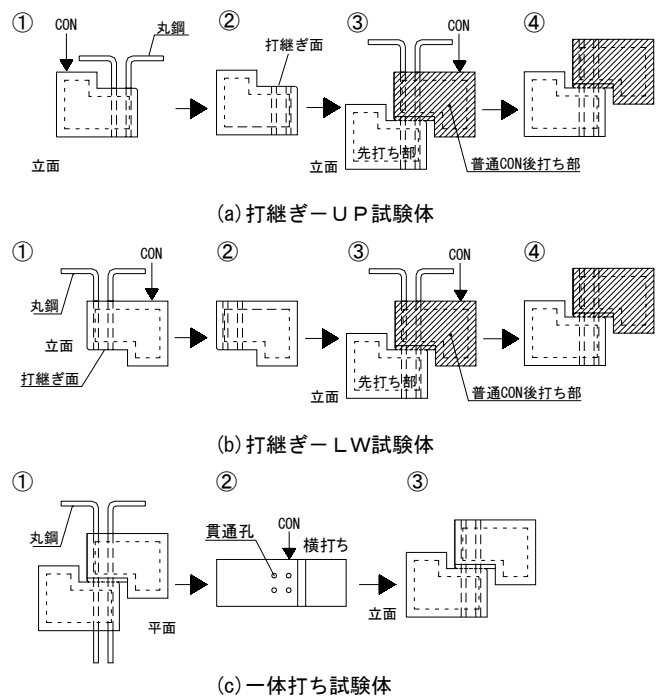 ① ② ③ ④
CON 丸鋼 打継ぎ面 CON
立面 立面 先打ち部 普通CON後打ち部
(a) 打継ぎ－ＵＰ試験体
① ② ③ ④
CON CON
丸鋼
立面 先打ち部
打継ぎ面 立面 普通CON後打ち部
(b) 打継ぎ－ＬＷ試験体
① ② ③
丸鋼 貫通孔 CON 横打ち
平面 立面
(c) 一体打ち試験体